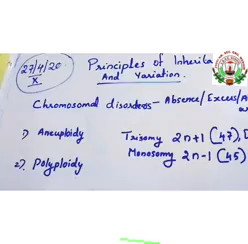 27/4/20
X
Principles of Inherita
And Variation.
Chromosomal disorders - Absence/Excess/A
1) Aneuploidy
Trisomy 2n+1 (47), [
Monosomy 2n-1 (45)
2) Polyploidy